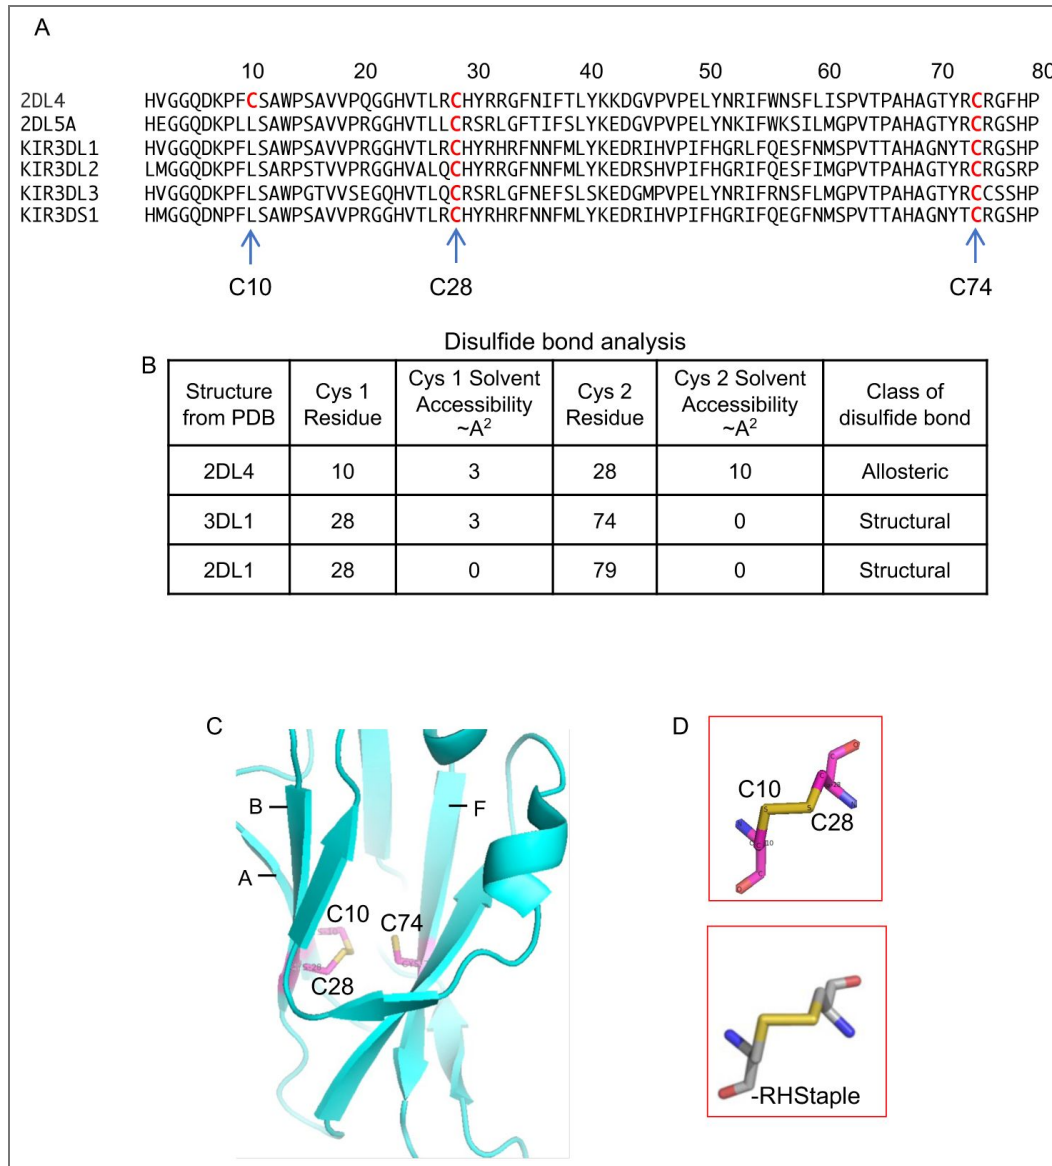 A
10 20 30 40 50 60 70 80
2DL4 HVGGQDKPFCSAWPSAVVPQGGHVTLRCHYRRGFNIFTLYKKDGVPVPELYNRIFWNSFLISPVTPAHAGTYRCRGFHP
2DL5A HEGGQDKPLLSAWPSAVVPRGGHVTLLCRSRLGFTIFSLYKEDGVPVPELYNKIFWKSILMGPVTPAHAGTYRCRGSHP
KIR3DL1 HVGGQDKPFLSAWPSAVVPRGGHVTLRCHYRHRFNNFMLYKEDRIHVPIFHGRLFQESFNMSPVTTAHAGNYTCRGSHP
KIR3DL2 LMGGQDKPFLSARPSTVVPRGGHVALQCHYRRGFNNFMLYKEDRSHVPIFHGRIFQESFIMGPVTPAHAGTYRCRGSRP
KIR3DL3 HVGGQDKPFLSAWPGTVVSEGQHVTLQCRSRLGFNEFSLSKEDGMPVPELYNRIFRNSFLMGPVTPAHAGTYRCCSSHP
KIR3DS1 HMGGQDNPFLSAWPSAVVPRGGHVTLRCHYRHRFNNFMLYKEDRIHVPIFHGRIFQEGFNMSPVTTAHAGNYTCRGSHP
C10 C28 C74
Disulfide bond analysis
B
Structure from PDB Cys 1 Residue Cys 1 Solvent Accessibility ~A2 Cys 2 Residue Cys 2 Solvent Accessibility ~A2 Class of disulfide bond
2DL4 10 3 28 10 Allosteric
3DL1 28 3 74 0 Structural
2DL1 28 0 79 0 Structural
C
B
F
A
C10
C74
C28
D
C10
C28
-RHStaple